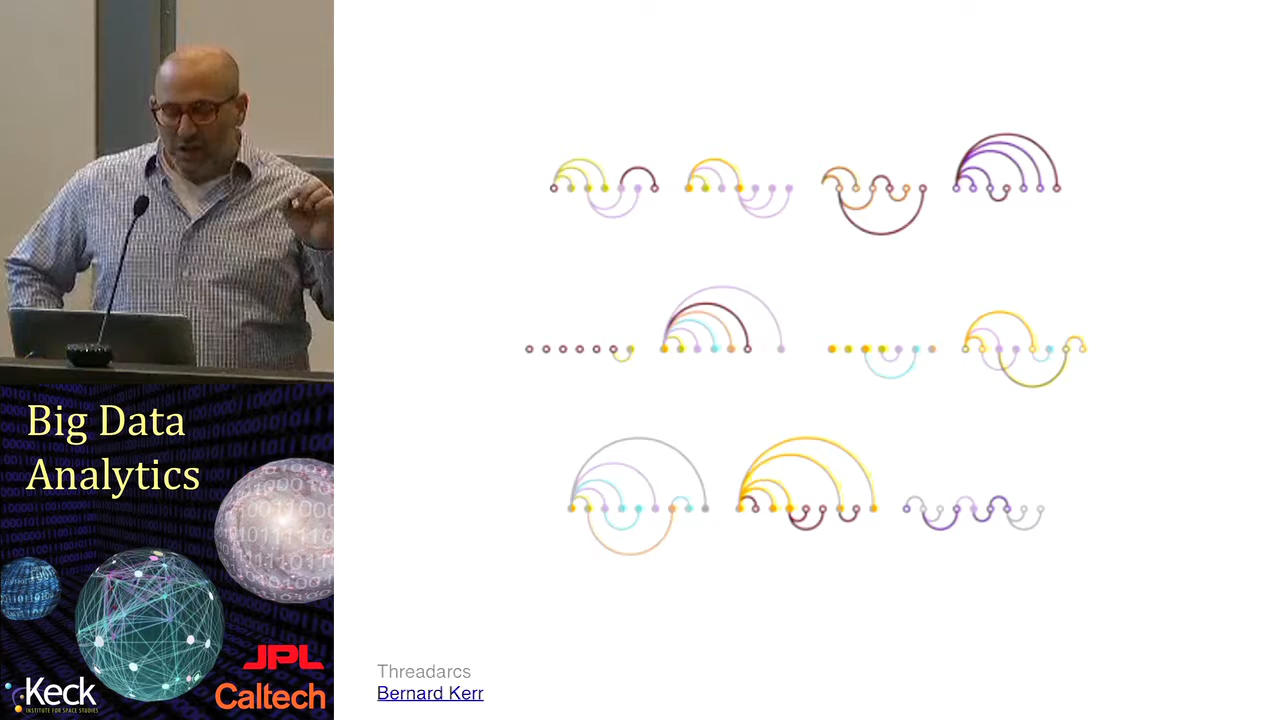 Big Data
Analytics
JPL
Keck
INSTITUTE FOR SPACE STUDIES
Caltech
Threadarcs
Bernard Kerr